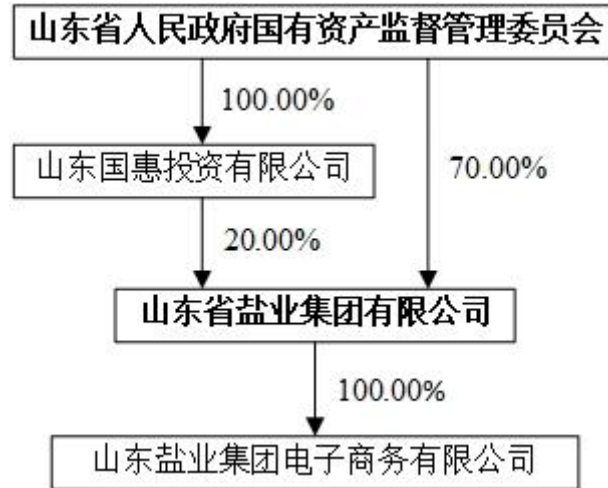 山东省人民政府国有资产监督管理委员会
100.00%
山东国惠投资有限公司
70.00%
20.00%
山东省盐业集团有限公司
100.00%
山东盐业集团电子商务有限公司